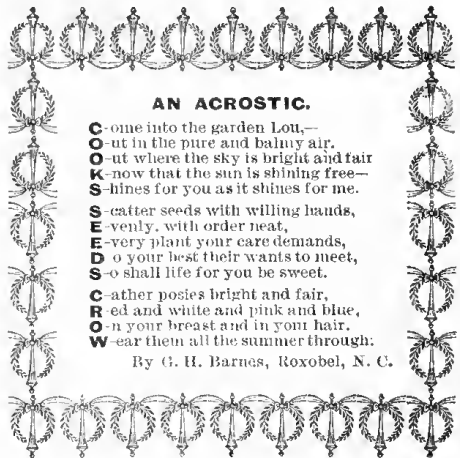 AN ACROSTIC.
C-ome into the garden Lou,—
O-ut in the pure and balmy air.
O-ut where the sky is bright and fair
K-now that the sun is shining free—
S-hines for you as it shines for me.
S-catter seeds with willing hands,
E-venly. with order neat,
E-very plant your care demands,
D-o your best their wants to meet,
S-o shall life for you be sweet.
C-ather posies bright and fair,
R-ed and white and pink and blue,
O-n your breast and in your hair.
W-ear them all the summer through.
By G. H. Barnes, Roxobel, N. C.